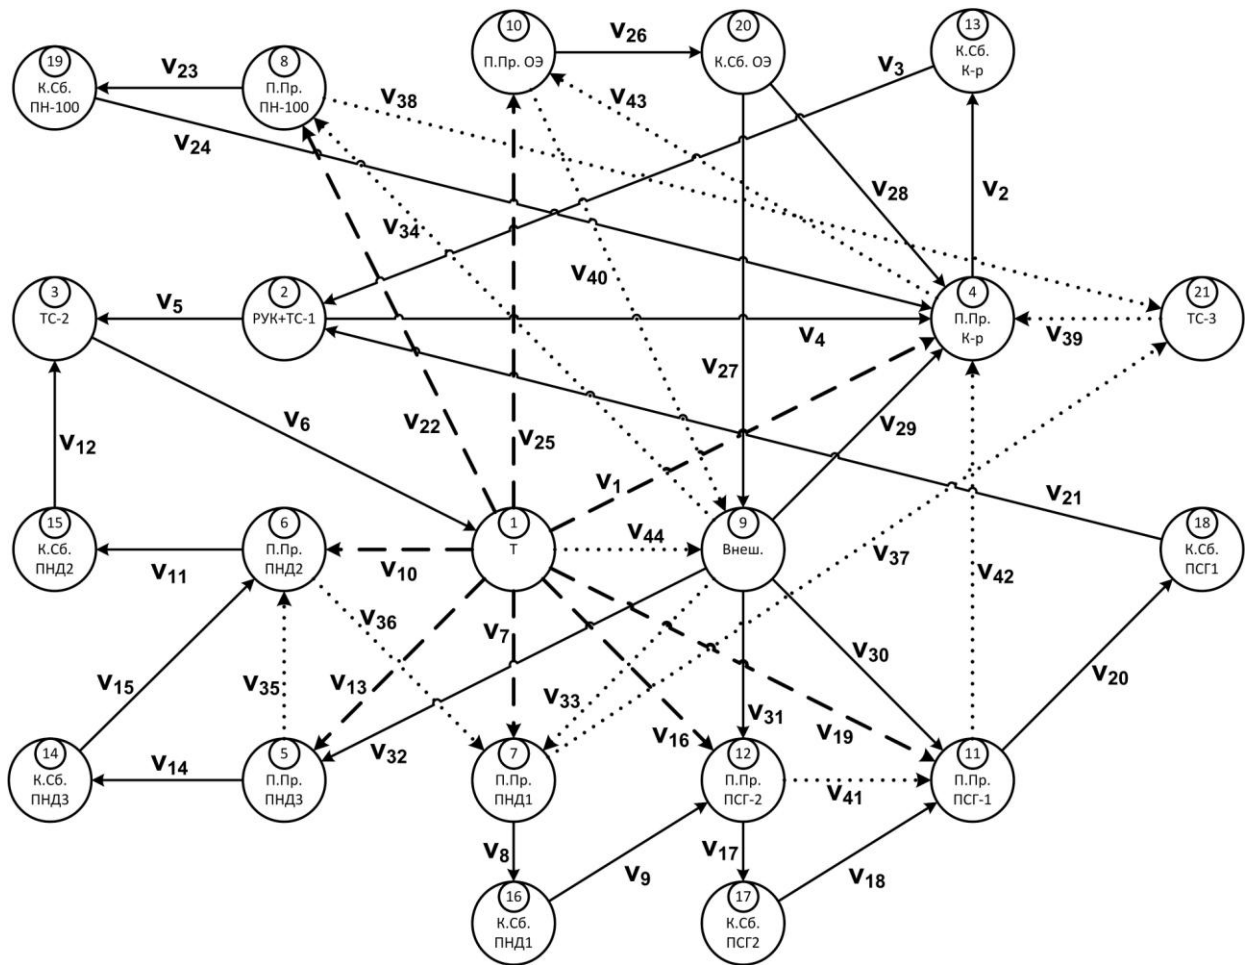 10
П.Пр. ОЭ
v26
20
К.Сб. ОЭ
13
К.Сб.
К-р
19
К.Сб.
ПН-100
v23
8
П.Пр.
ПН-100
v38
v43
v3
v24
v28
v2
v34
v40
3
ТС-2
v5
2
РУК+ТС-1
v4
4
П.Пр.
К-р
v39
21
ТС-3
v27
v6
v12
v22
v25
v29
v1
v21
15
К.Сб.
ПНД2
v11
6
П.Пр.
ПНД2
v10
1
Т
v44
9
Внеш.
v37
18
К.Сб.
ПСГ1
v42
v36
v7
v15
v35
v13
v33
v31
v30
v20
v32
v16
v19
14
К.Сб.
ПНД3
v14
5
П.Пр.
ПНД3
7
П.Пр.
ПНД1
12
П.Пр.
ПСГ-2
v41
11
П.Пр.
ПСГ-1
v8
v9
v17
v18
16
К.Сб.
ПНД1
17
К.Сб.
ПСГ2